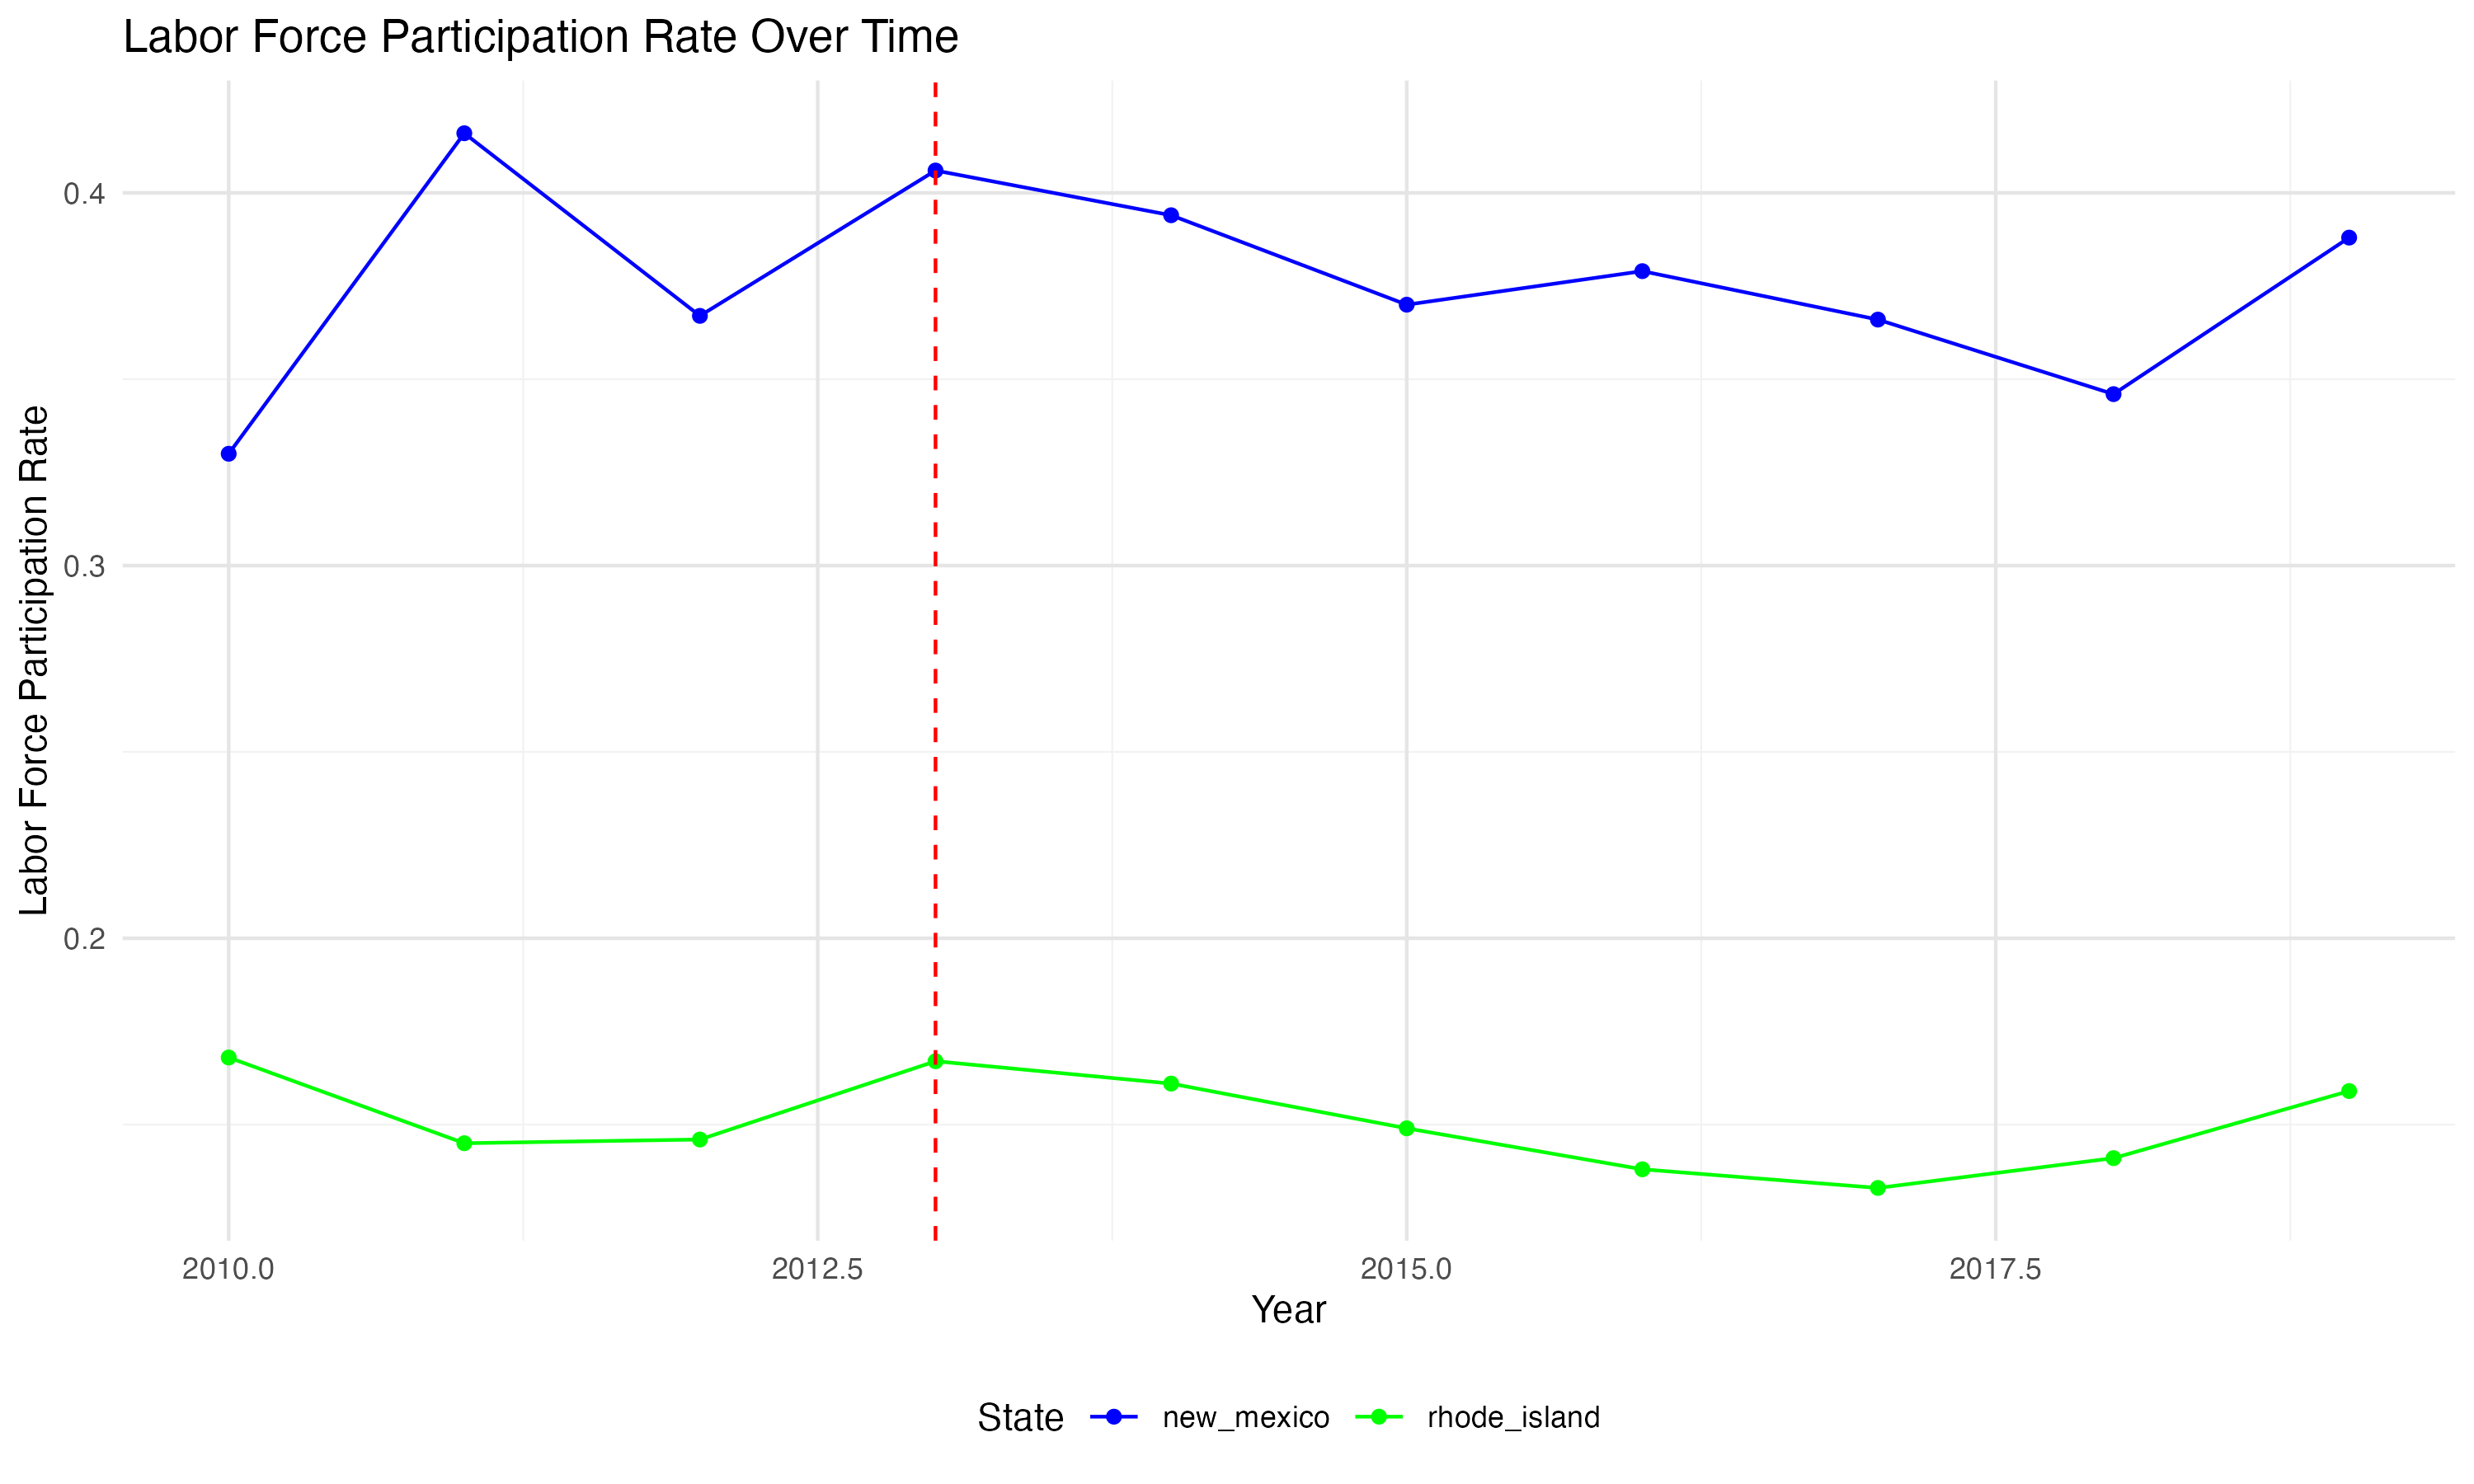 Labor Force Participation Rate Over Time
Labor Force Participation Rate
0.4
0.3
0.2
2010.0 2012.5 2015.0 2017.5
Year
State new_mexico rhode_island